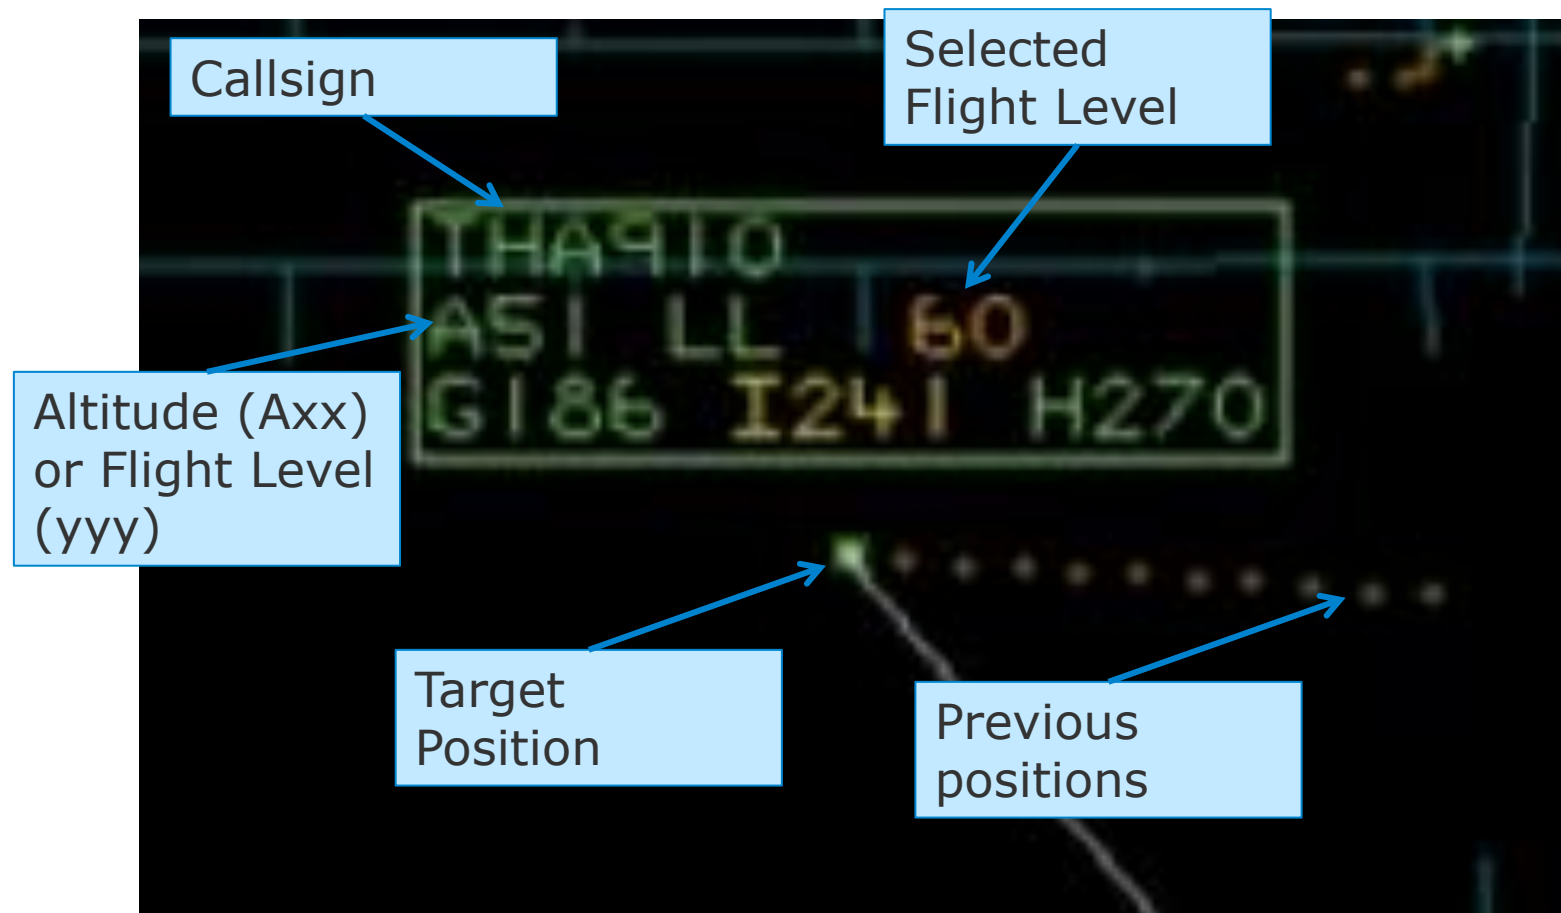 Callsign
Selected
Flight Level
THA910
A51 LL 60
G186 I241 H270
Altitude (Axx)
or Flight Level
(yyy)
Target
Position
Previous
positions